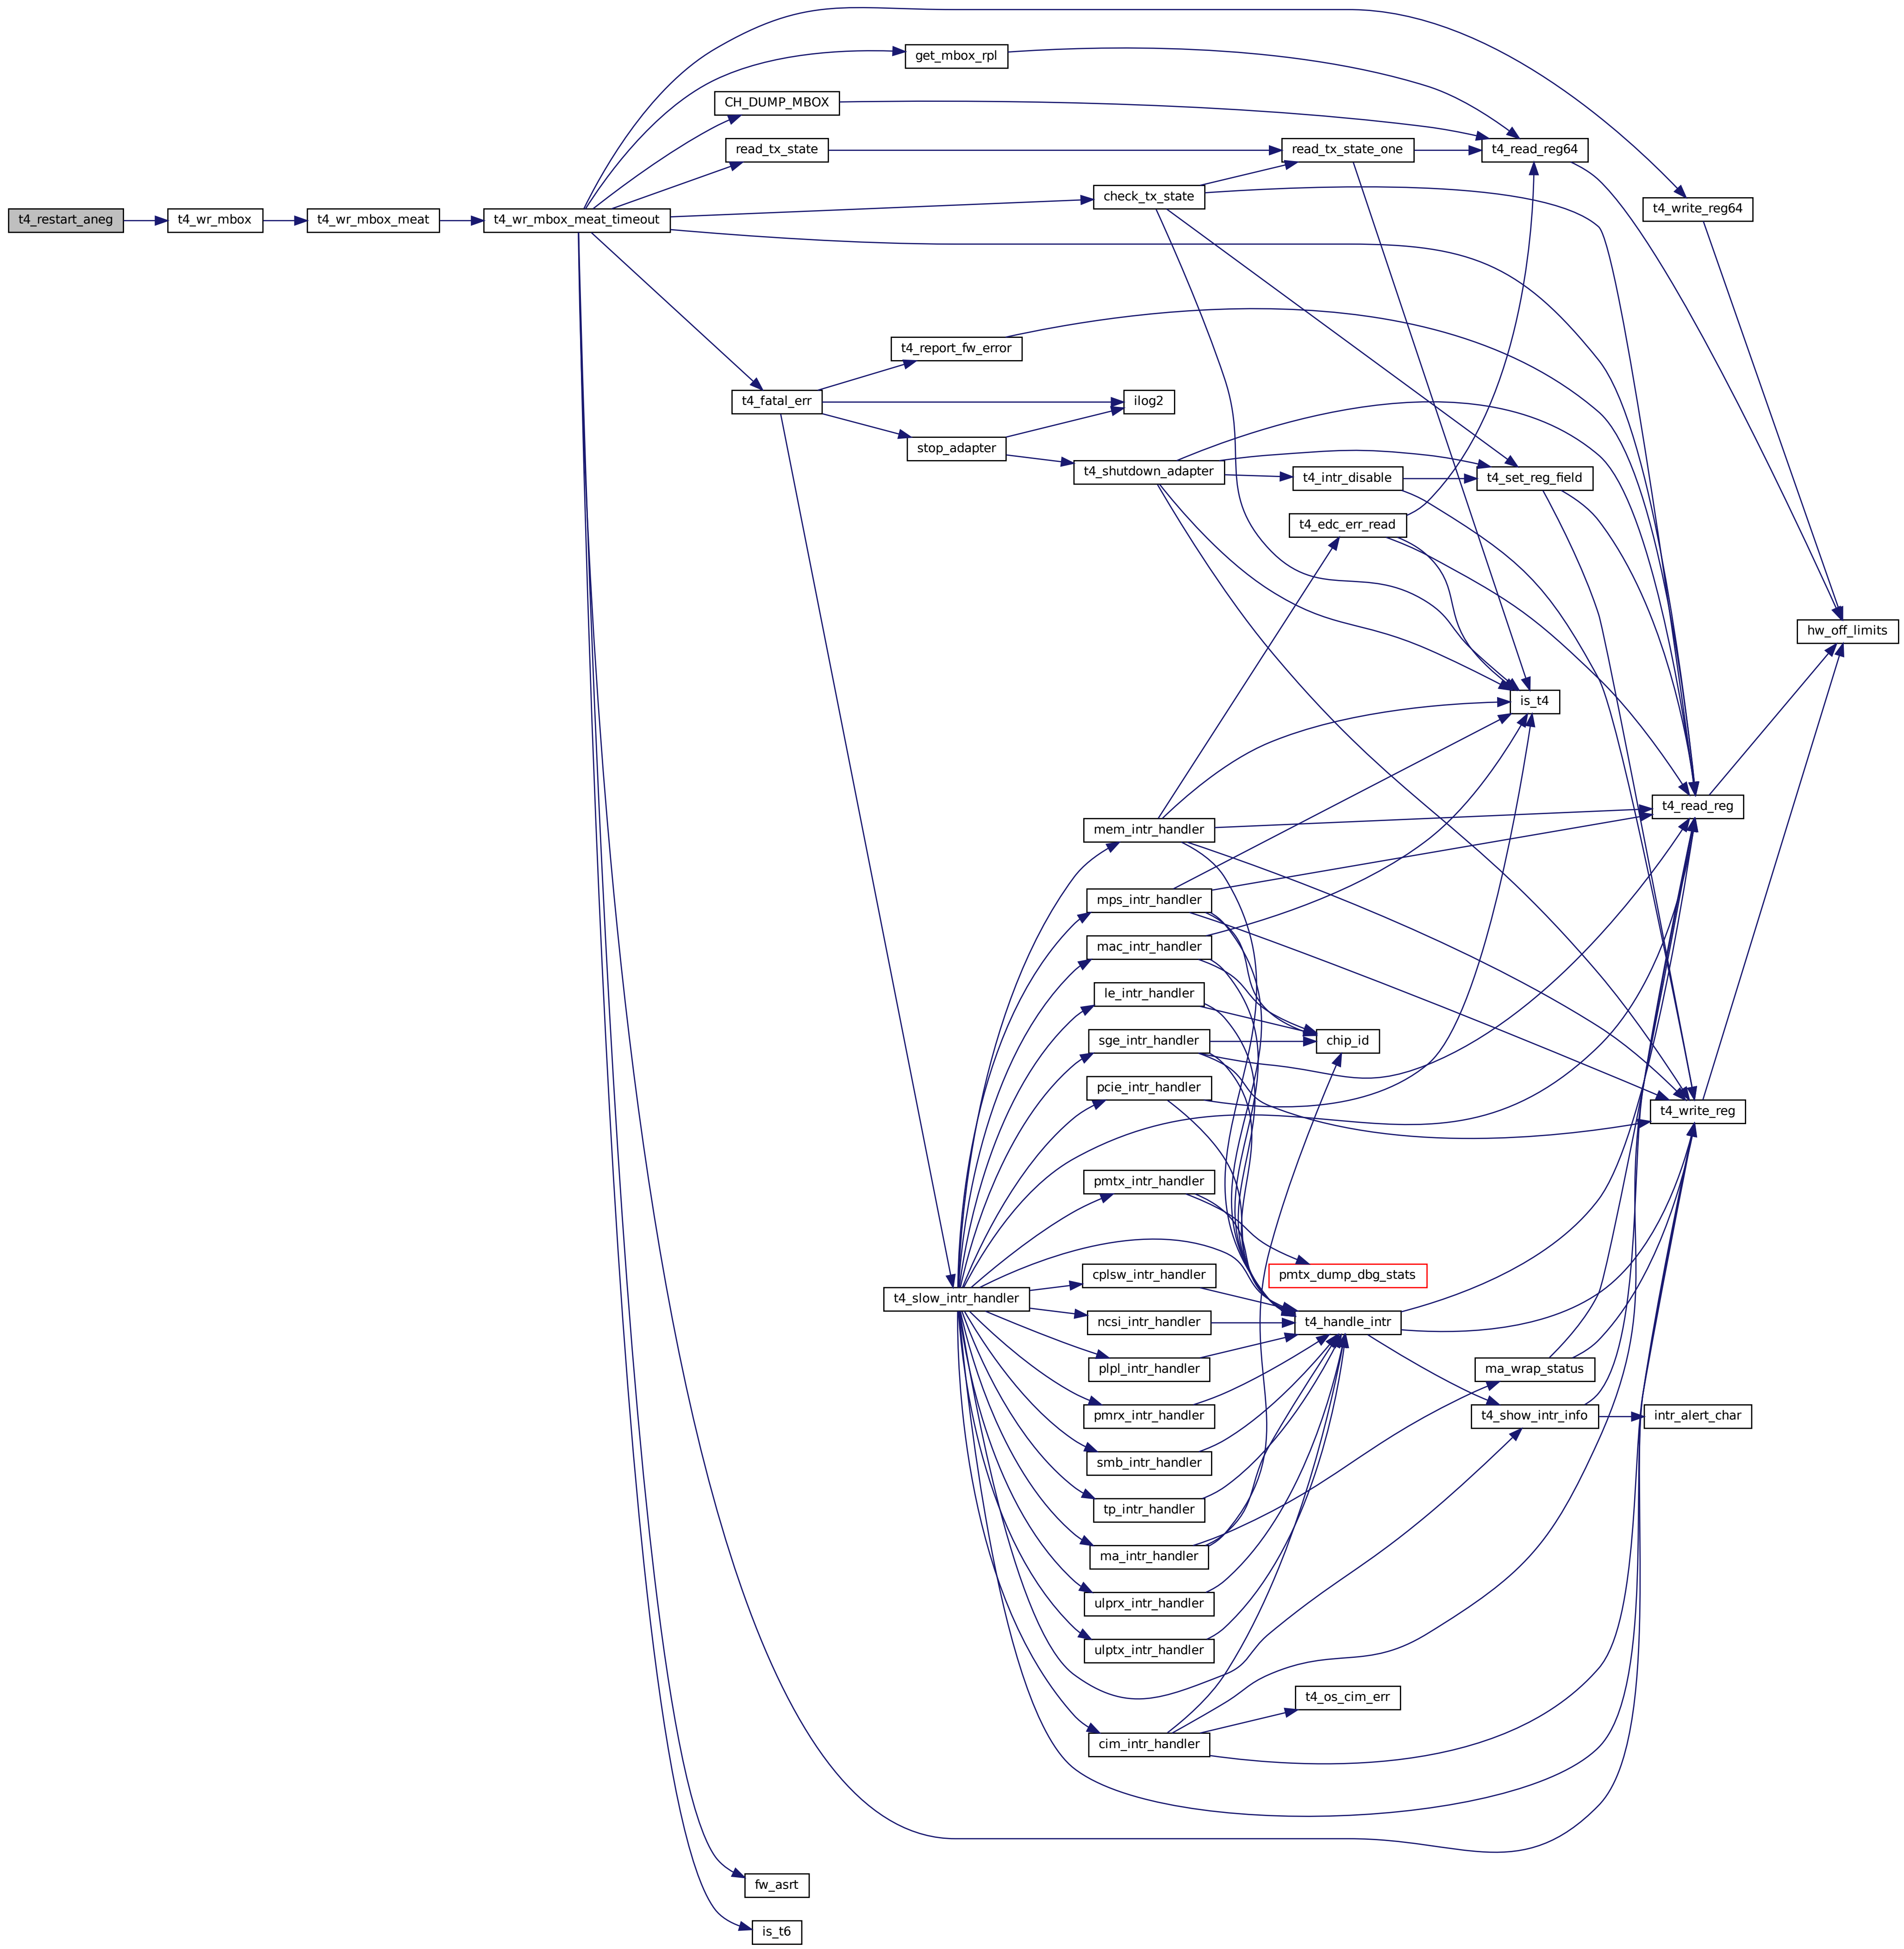 t4_restart_aneg
t4_wr_mbox
t4_wr_mbox_meat
t4_wr_mbox_meat_timeout
get_mbox_rpl
CH_DUMP_MBOX
read_tx_state
check_tx_state
read_tx_state_one
t4_read_reg64
t4_write_reg64
t4_report_fw_error
t4_fatal_err
ilog2
stop_adapter
t4_shutdown_adapter
t4_intr_disable
t4_set_reg_field
t4_edc_err_read
hw_off_limits
is_t4
t4_read_reg
mem_intr_handler
mps_intr_handler
mac_intr_handler
le_intr_handler
sge_intr_handler
chip_id
pcie_intr_handler
t4_write_reg
pmtx_intr_handler
pmtx_dump_dbg_stats
cplsw_intr_handler
t4_slow_intr_handler
ncsi_intr_handler
t4_handle_intr
plpl_intr_handler
ma_wrap_status
pmrx_intr_handler
t4_show_intr_info
intr_alert_char
smb_intr_handler
tp_intr_handler
ma_intr_handler
ulprx_intr_handler
ulptx_intr_handler
t4_os_cim_err
cim_intr_handler
fw_asrt
is_t6